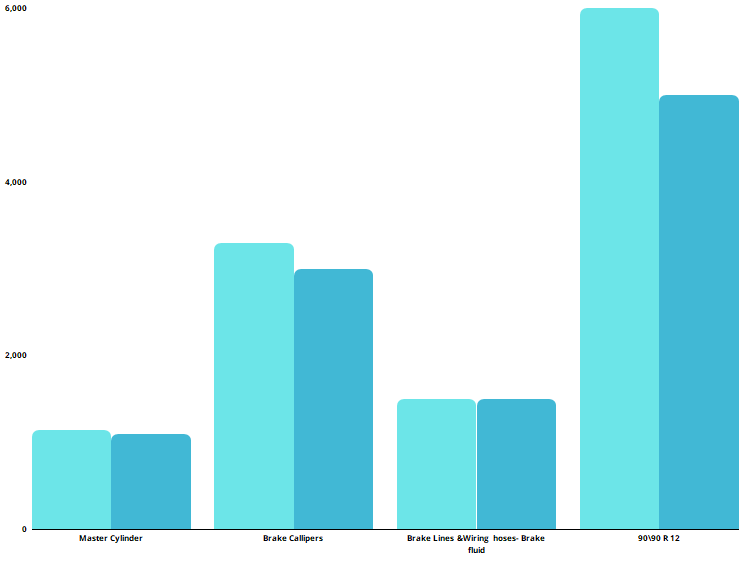 6,000
4,000
2,000
0
Master Cylinder
Brake Callipers
Brake Lines &Wiring hoses- Brake
fluid
90\90 R 12